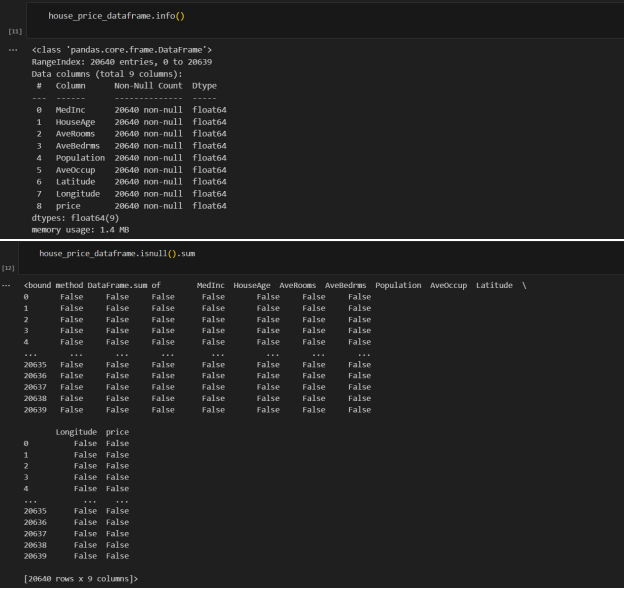 house_price_dataframe.info()
[11]
... <class 'pandas.core.frame.DataFrame'>
RangeIndex: 20640 entries, 0 to 20639
Data columns (total 9 columns):
 #   Column      Non-Null Count  Dtype
---  ------      --------------  -----
 0   MedInc      20640 non-null  float64
 1   HouseAge    20640 non-null  float64
 2   AveRooms    20640 non-null  float64
 3   AveBedrms   20640 non-null  float64
 4   Population  20640 non-null  float64
 5   AveOccup    20640 non-null  float64
 6   Latitude    20640 non-null  float64
 7   Longitude   20640 non-null  float64
 8   price       20640 non-null  float64
dtypes: float64(9)
memory usage: 1.4 MB
house_price_dataframe.isnull().sum
[12]
... <bound method DataFrame.sum of        MedInc  HouseAge  AveRooms  AveBedrms  Population  AveOccup  Latitude  \
0       False     False     False      False       False     False     False
1       False     False     False      False       False     False     False
2       False     False     False      False       False     False     False
3       False     False     False      False       False     False     False
4       False     False     False      False       False     False     False
...       ...       ...       ...        ...         ...       ...       ...
20635   False     False     False      False       False     False     False
20636   False     False     False      False       False     False     False
20637   False     False     False      False       False     False     False
20638   False     False     False      False       False     False     False
20639   False     False     False      False       False     False     False
       Longitude  price
0          False  False
1          False  False
2          False  False
3          False  False
4          False  False
...          ...    ...
20635      False  False
20636      False  False
20637      False  False
20638      False  False
20639      False  False
[20640 rows x 9 columns]>